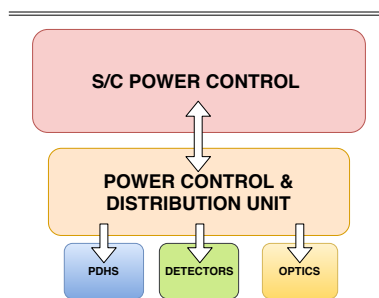 S/C POWER CONTROL
POWER CONTROL &
DISTRIBUTION UNIT
PDHS
DETECTORS
OPTICS